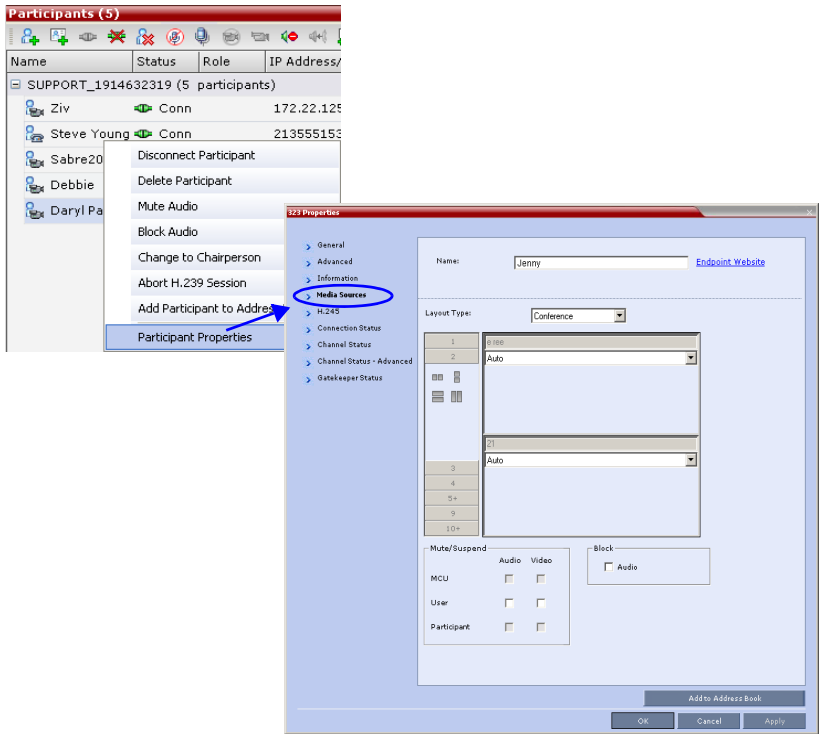 Participants (5)
Name Status Role IP Address/
SUPPORT_1914632319 (5 participants)
Ziv Conn 172.22.125
Steve Young Conn 213555153
Sabre20
Debbie
Daryl Pa
Disconnect Participant
Delete Participant
Mute Audio
Block Audio
Change to Chairperson
Abort H.239 Session
Add Participant to Addre
Participant Properties
323 Properties
General
Advanced
Information
Media Sources
H.245
Connection Status
Channel Status
Channel Status - Advanced
Gatekeeper Status
Name: Jenny Endpoint Website
Layout Type: Conference
1
2
e ree
Auto
21
Auto
3
4
5+
9
10+
Mute/Suspend
Audio Video
MCU
User
Participant
Block
Audio
Add to Address Book
OK Cancel Apply